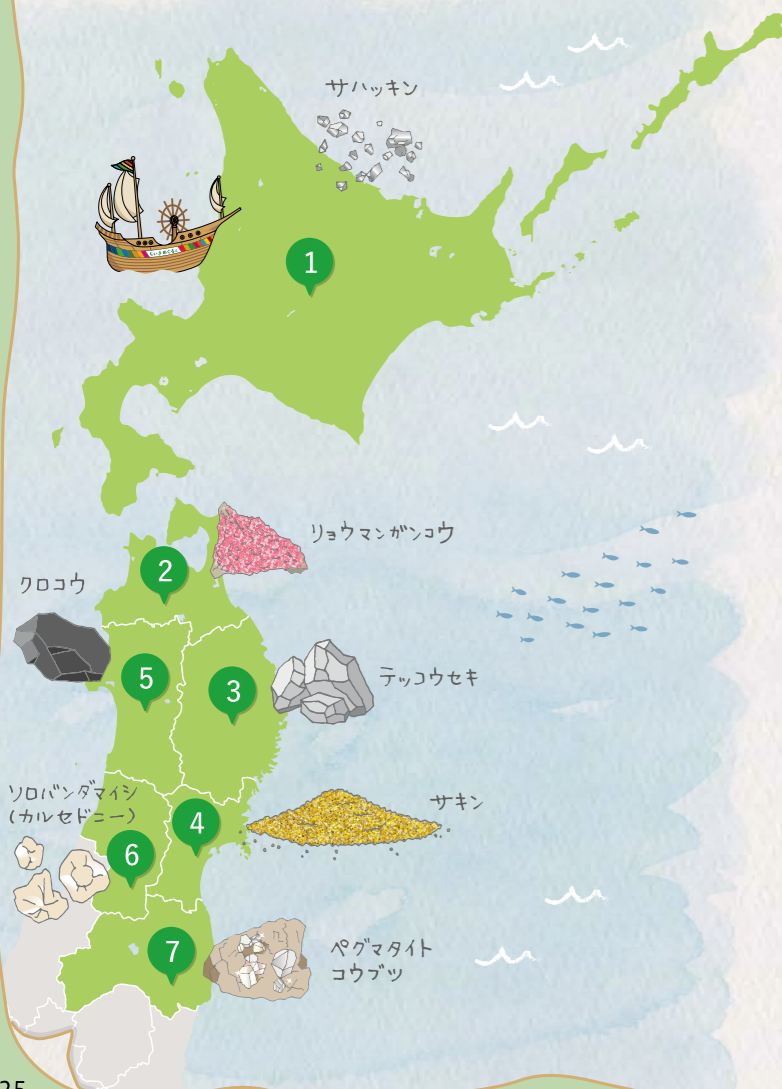 サハッキン
1
リョウマンガンコウ
2
クロコウ
5
3
テッコウセキ
ソロバンダマイシ
(カルセドニー)
4
サキン
6
7
ペグマタイト
コウブツ
25